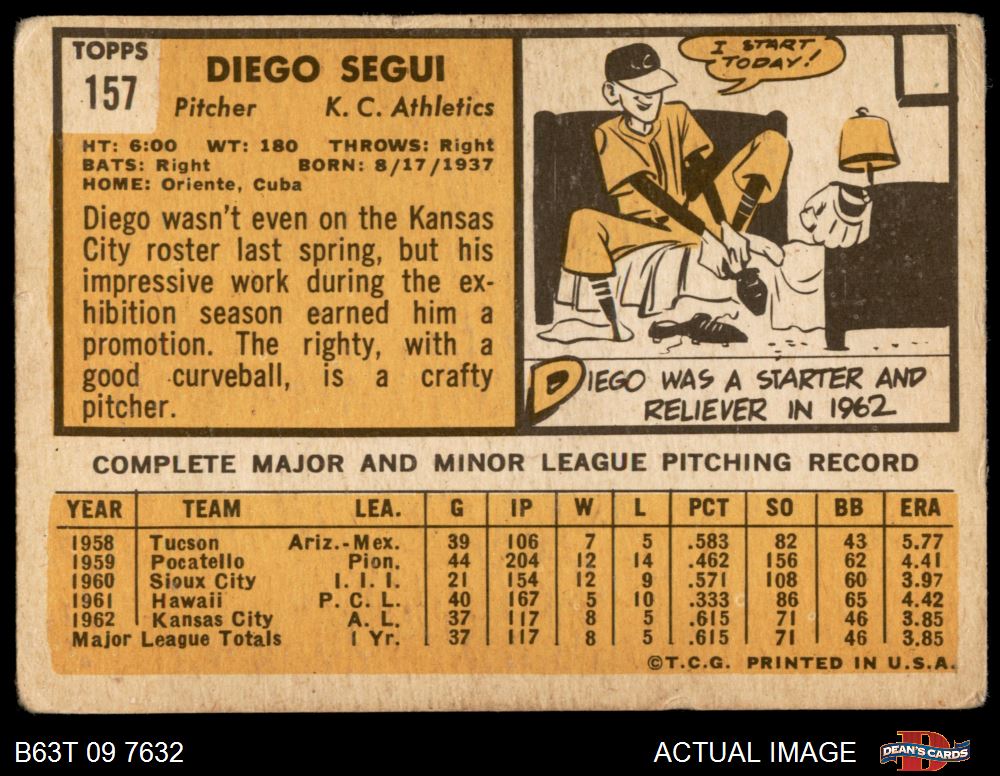 TOPPS
157
DIEGO SEGUI
Pitcher K. C. Athletics
HT: 6:00 WT: 180 THROWS: Right
BATS: Right BORN: 8/17/1937
HOME: Oriente, Cuba
Diego wasn't even on the Kansas
City roster last spring, but his
impressive work during the ex-
hibition season earned him a
promotion. The righty, with a
good curveball, is a crafty
pitcher.
I START
TODAY!
K C
DIEGO WAS A STARTER AND
RELIEVER IN 1962
COMPLETE MAJOR AND MINOR LEAGUE PITCHING RECORD
YEAR TEAM LEA. G IP W L PCT SO BB ERA
1958 Tucson Ariz.-Mex. 39 106 7 5 .583 82 43 5.77
1959 Pocatello Pion. 44 204 12 14 .462 156 62 4.41
1960 Sioux City I. I. I. 21 154 12 9 .571 108 60 3.97
1961 Hawaii P. C. L. 40 167 5 10 .333 86 65 4.42
1962 Kansas City A. L. 37 117 8 5 .615 71 46 3.85
Major League Totals 1 Yr. 37 117 8 5 .615 71 46 3.85
©T.C.G. PRINTED IN U.S.A.
B63T 09 7632 ACTUAL IMAGE
D
DEAN'S CARDS